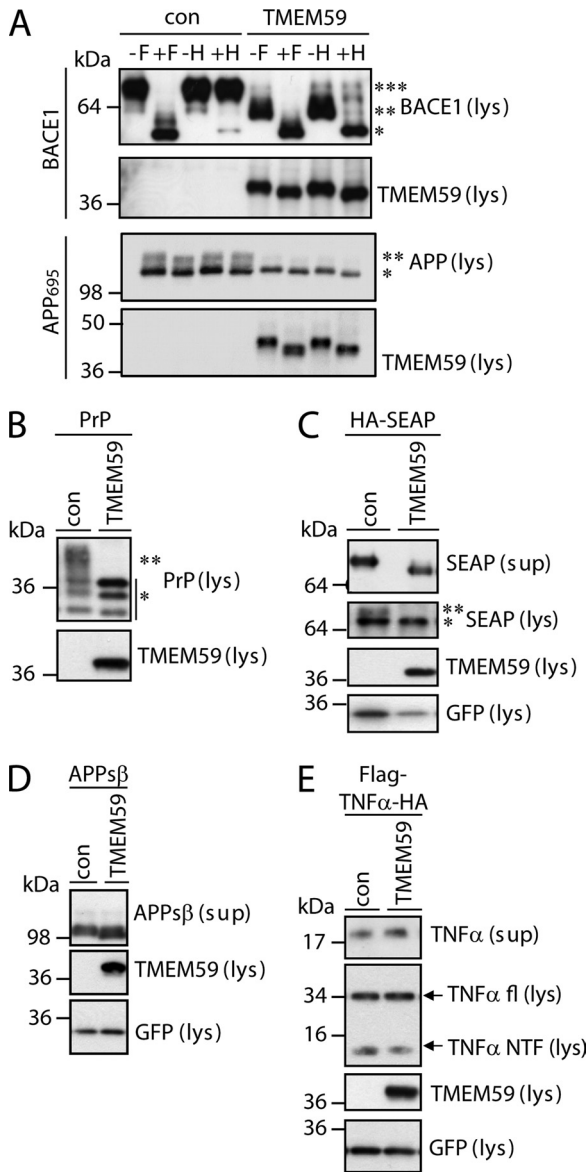 A
con TMEM59
-F +F -H +H -F +F -H +H
kDa
BACE1
64
***
** BACE1 (lys)
*
36
TMEM59 (lys)
APP695
** APP (lys)
*
98
50
36
TMEM59 (lys)
B
PrP
con
TMEM59
kDa
**
36
PrP (lys)
*
36
TMEM59 (lys)
C
HA-SEAP
con
TMEM59
kDa
64
SEAP (sup)
**
* SEAP (lys)
64
36
TMEM59 (lys)
36
GFP (lys)
D
APPsβ
con
TMEM59
kDa
98
APPsβ (sup)
36
TMEM59 (lys)
36
GFP (lys)
E
Flag-
TNFα-HA
con
TMEM59
kDa
17
TNFα (sup)
34
TNFα fl (lys)
16
TNFα NTF (lys)
36
TMEM59 (lys)
36
GFP (lys)